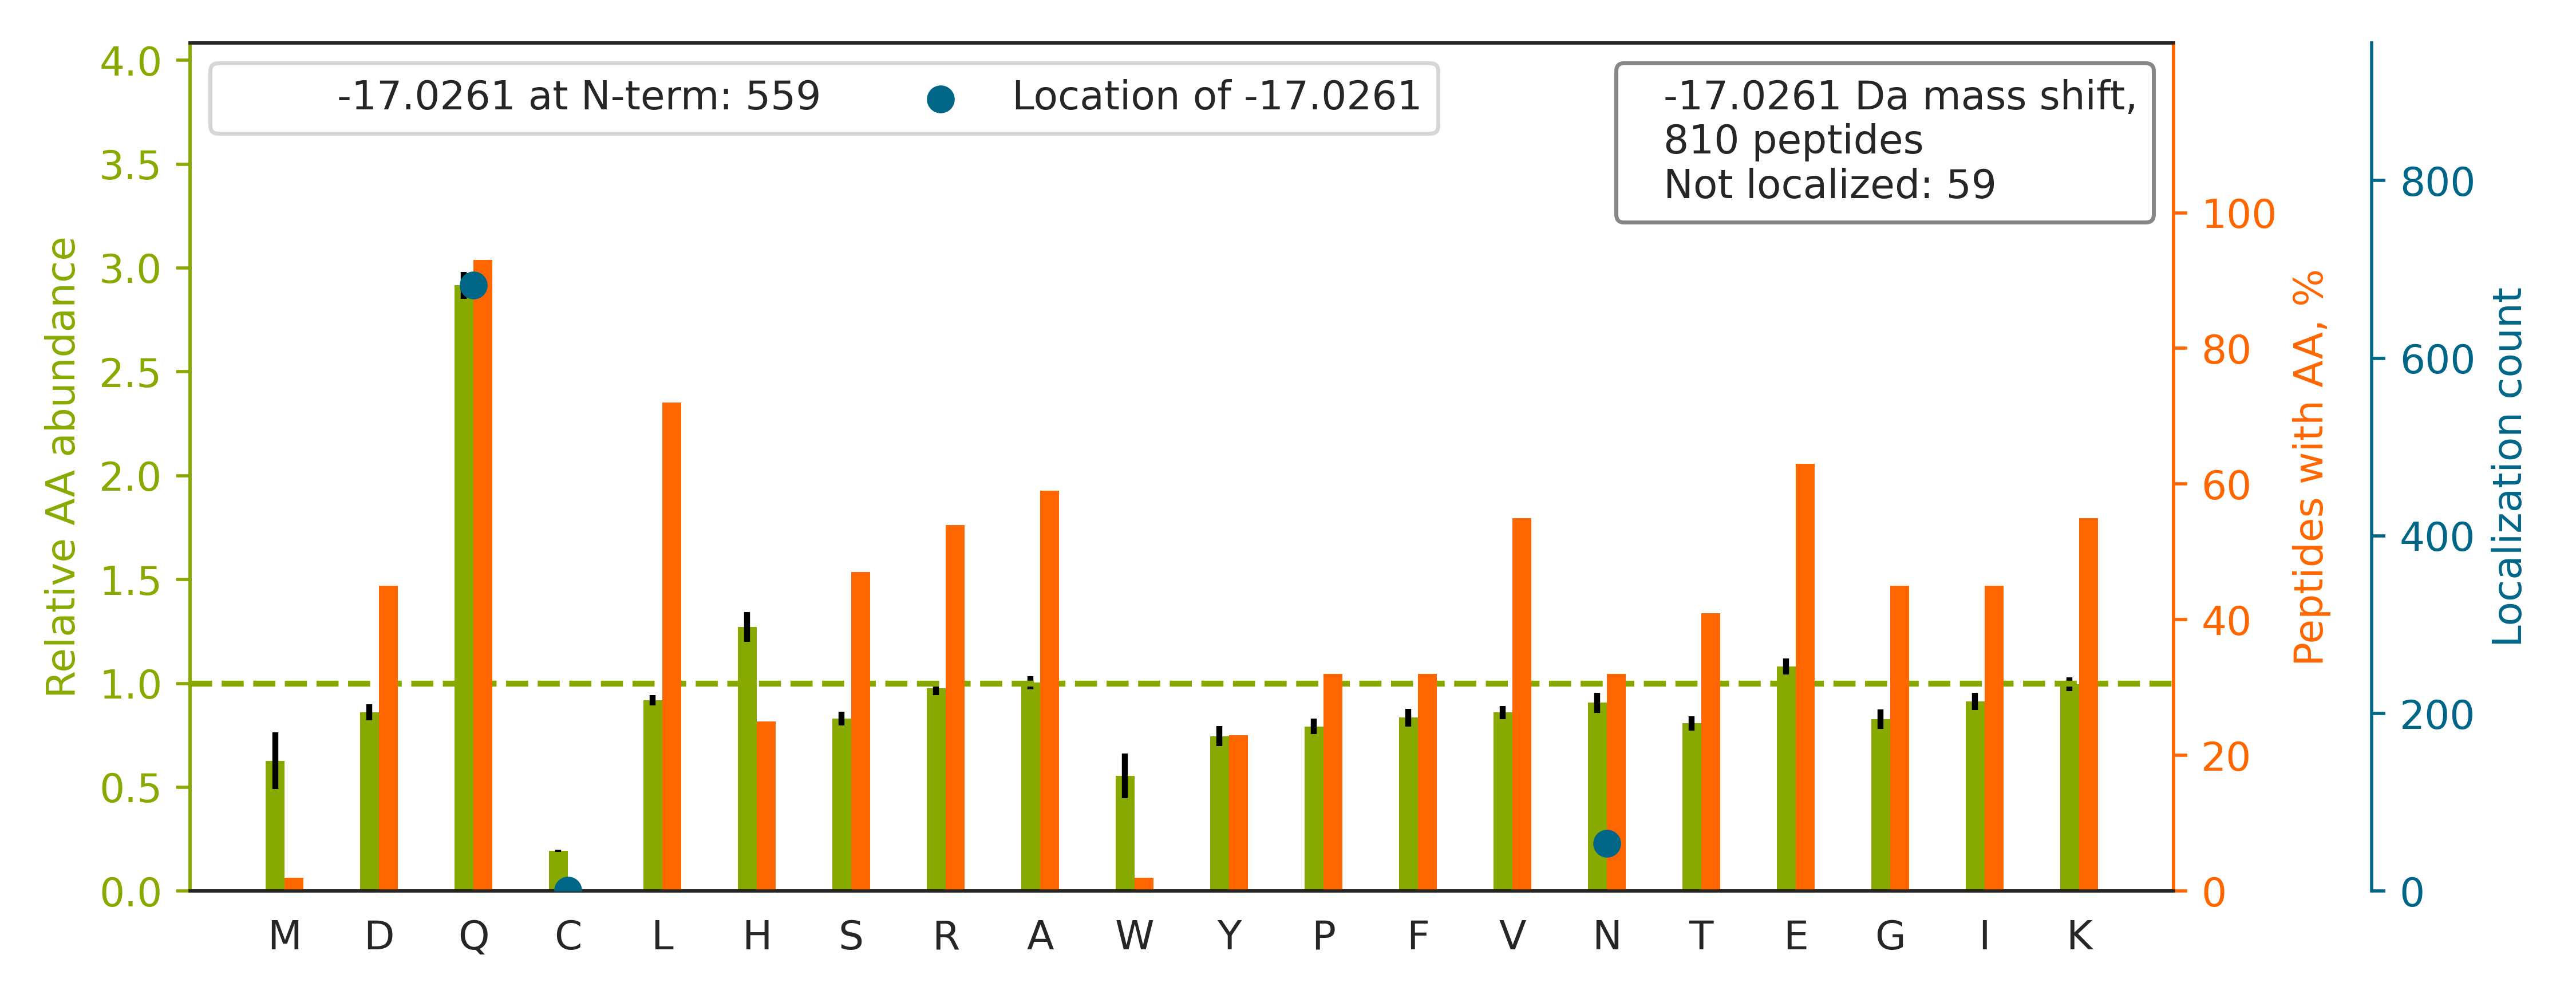 -17.0261 at N-term: 559
Location of -17.0261
-17.0261 Da mass shift,
810 peptides
Not localized: 59
Relative AA abundance
4.0
3.5
3.0
2.5
2.0
1.5
1.0
0.5
0.0
100
80
60
40
20
0
Peptides with AA, %
800
600
400
200
0
Localization count
M D Q C L H S R A W Y P F V N T E G I K